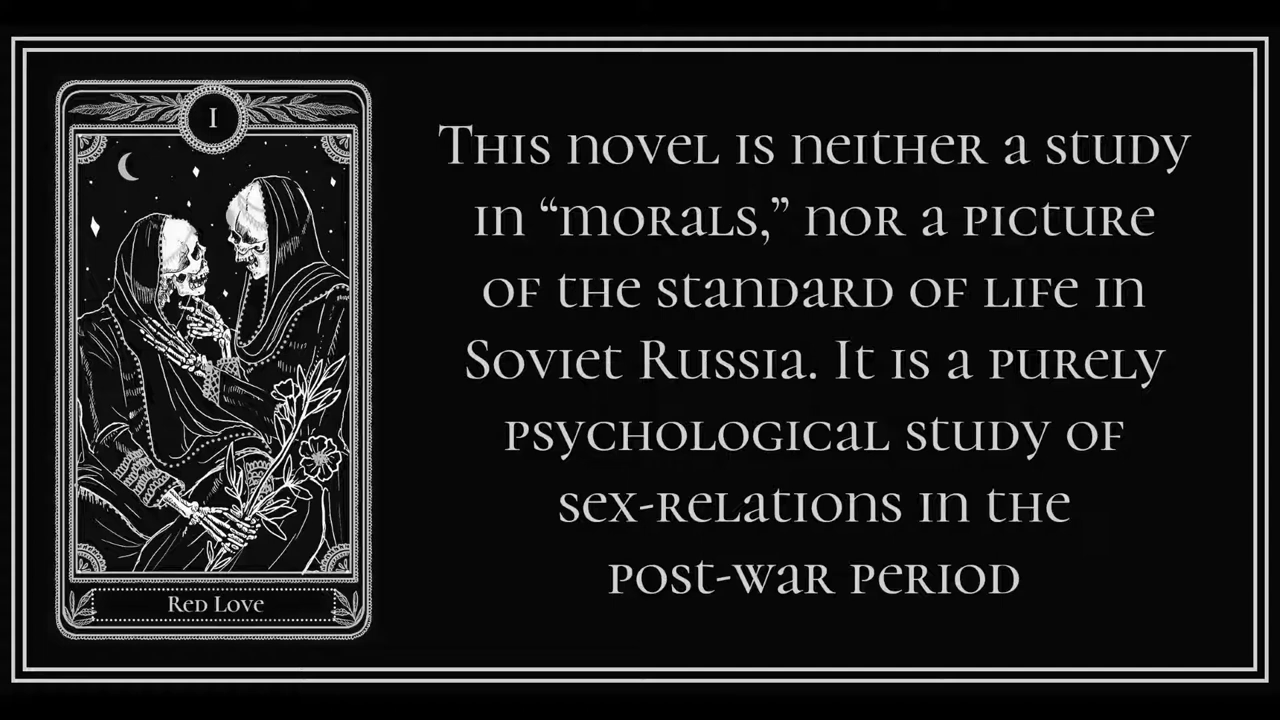 I
Red Love
This novel is neither a study
in “morals,” nor a picture
of the standard of life in
Soviet Russia. It is a purely
psychological study of
sex-relations in the
post-war period